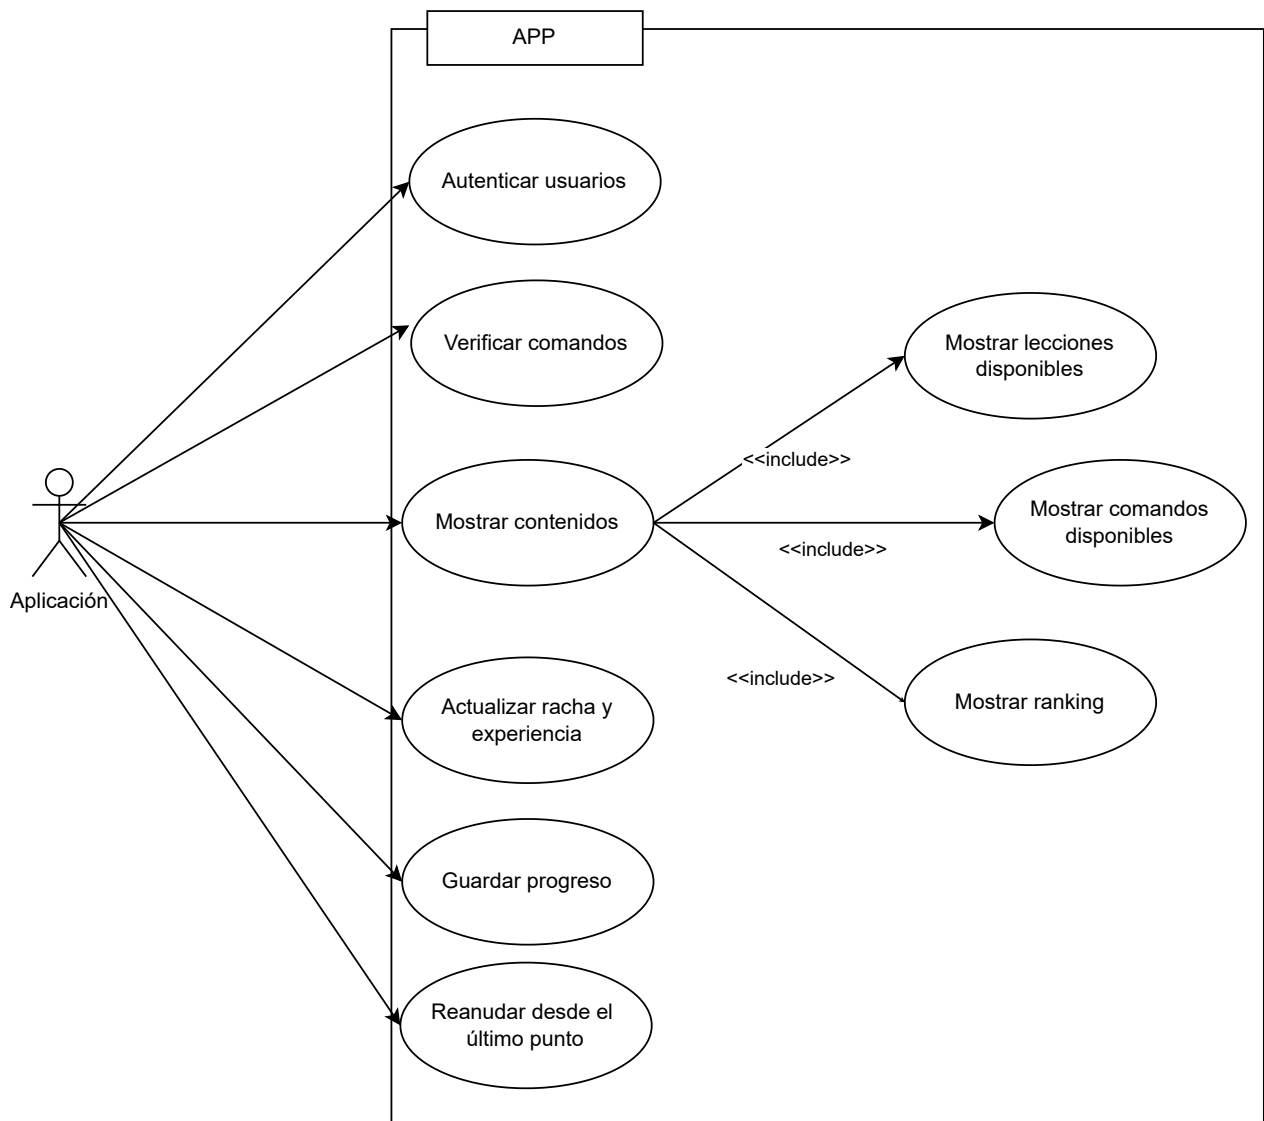 APP
Autenticar usuarios
Verificar comandos
Mostrar lecciones
disponibles
<<include>>
Mostrar contenidos
Mostrar comandos
disponibles
<<include>>
Aplicación
<<include>>
Mostrar ranking
Actualizar racha y
experiencia
Guardar progreso
Reanudar desde el
último punto